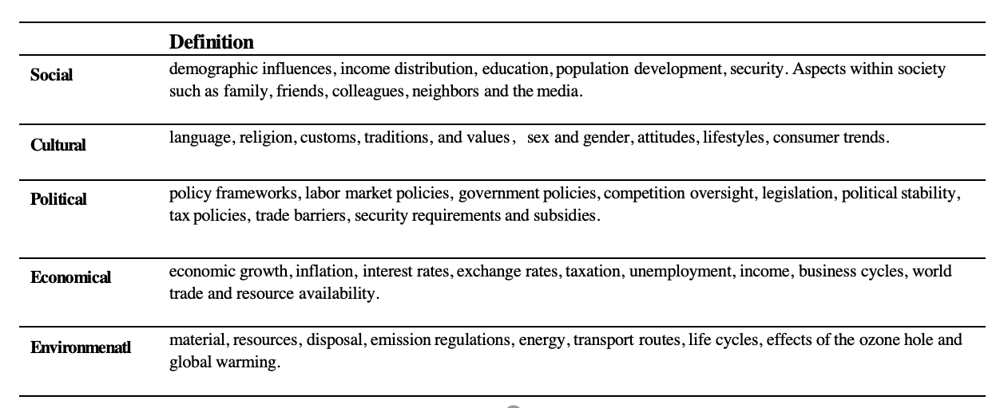 Definition
Social
demographic influences, income distribution, education, population development, security. Aspects within society
such as family, friends, colleagues, neighbors and the media.
Cultural
language, religion, customs, traditions, and values， sex and gender, attitudes, lifestyles, consumer trends.
Political
policy frameworks, labor market policies, government policies, competition oversight, legislation, political stability,
tax policies, trade barriers, security requirements and subsidies.
Economical
economic growth, inflation, interest rates, exchange rates, taxation, unemployment, income, business cycles, world
trade and resource availability.
Environmenatl
material, resources, disposal, emission regulations, energy, transport routes, life cycles, effects of the ozone hole and
global warming.